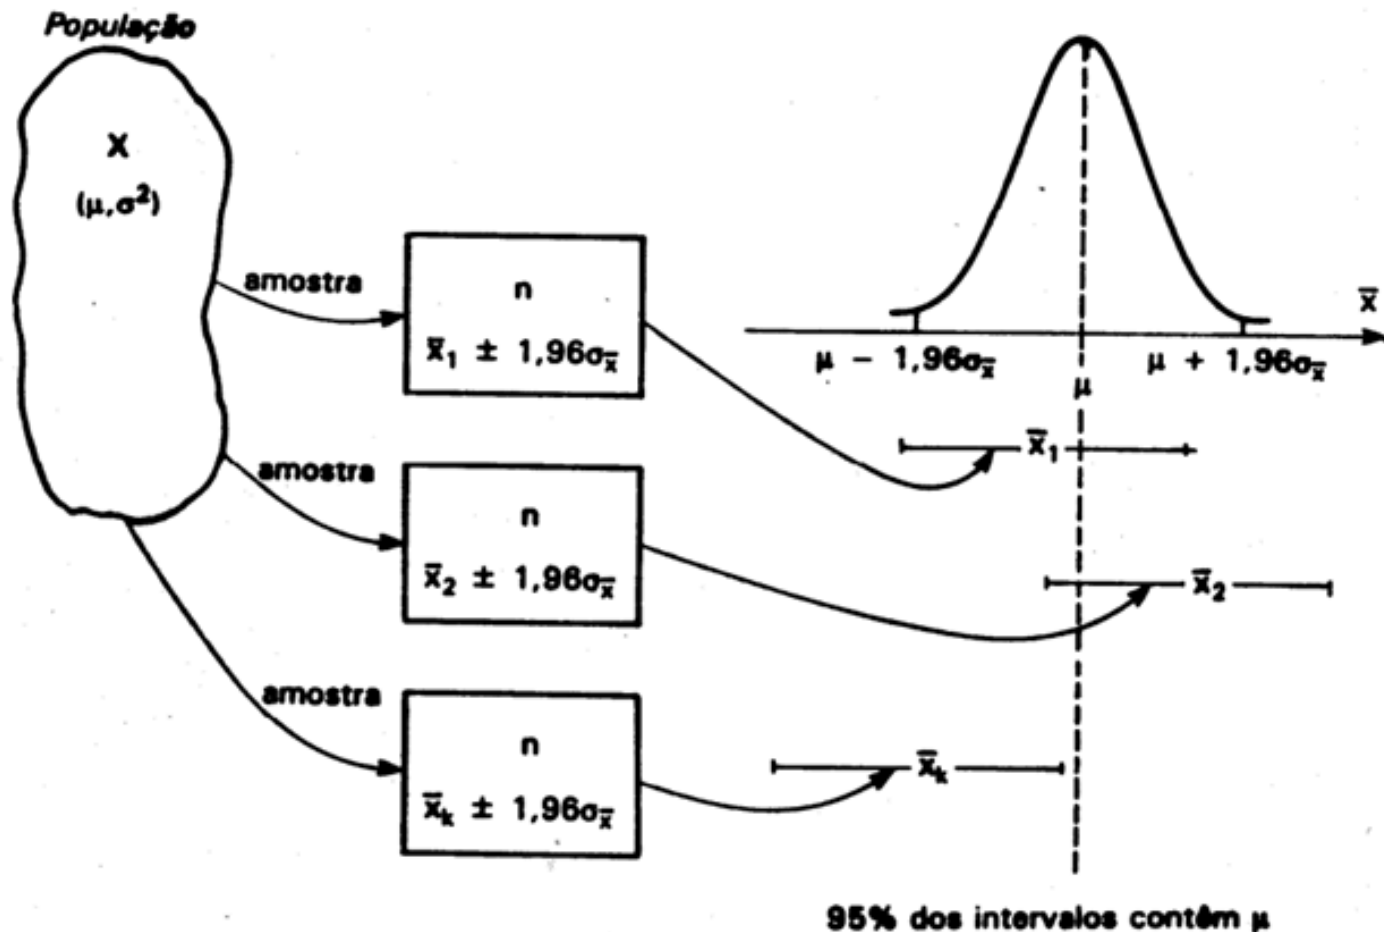 População
X
(μ,σ²)
amostra
n
x̄₁ ± 1,96σx̄
amostra
n
x̄₂ ± 1,96σx̄
amostra
n
x̄ₖ ± 1,96σx̄
x̄
μ − 1,96σx̄
μ
μ + 1,96σx̄
x̄₁
x̄₂
x̄ₖ
95% dos intervalos contêm μ